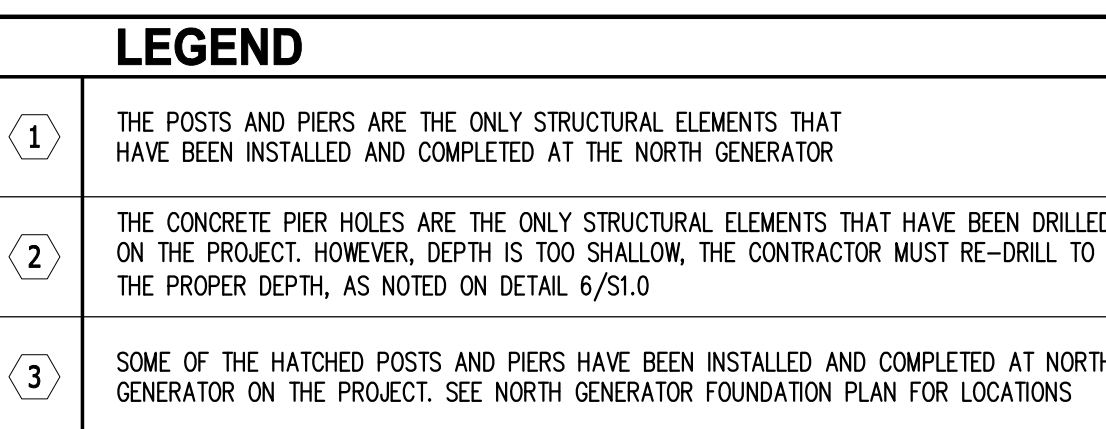 LEGEND
1
THE POSTS AND PIERS ARE THE ONLY STRUCTURAL ELEMENTS THAT
HAVE BEEN INSTALLED AND COMPLETED AT THE NORTH GENERATOR
2
THE CONCRETE PIER HOLES ARE THE ONLY STRUCTURAL ELEMENTS THAT HAVE BEEN DRILLED
ON THE PROJECT. HOWEVER, DEPTH IS TOO SHALLOW, THE CONTRACTOR MUST RE-DRILL TO
THE PROPER DEPTH, AS NOTED ON DETAIL 6/S1.0
3
SOME OF THE HATCHED POSTS AND PIERS HAVE BEEN INSTALLED AND COMPLETED AT NORTH
GENERATOR ON THE PROJECT. SEE NORTH GENERATOR FOUNDATION PLAN FOR LOCATIONS